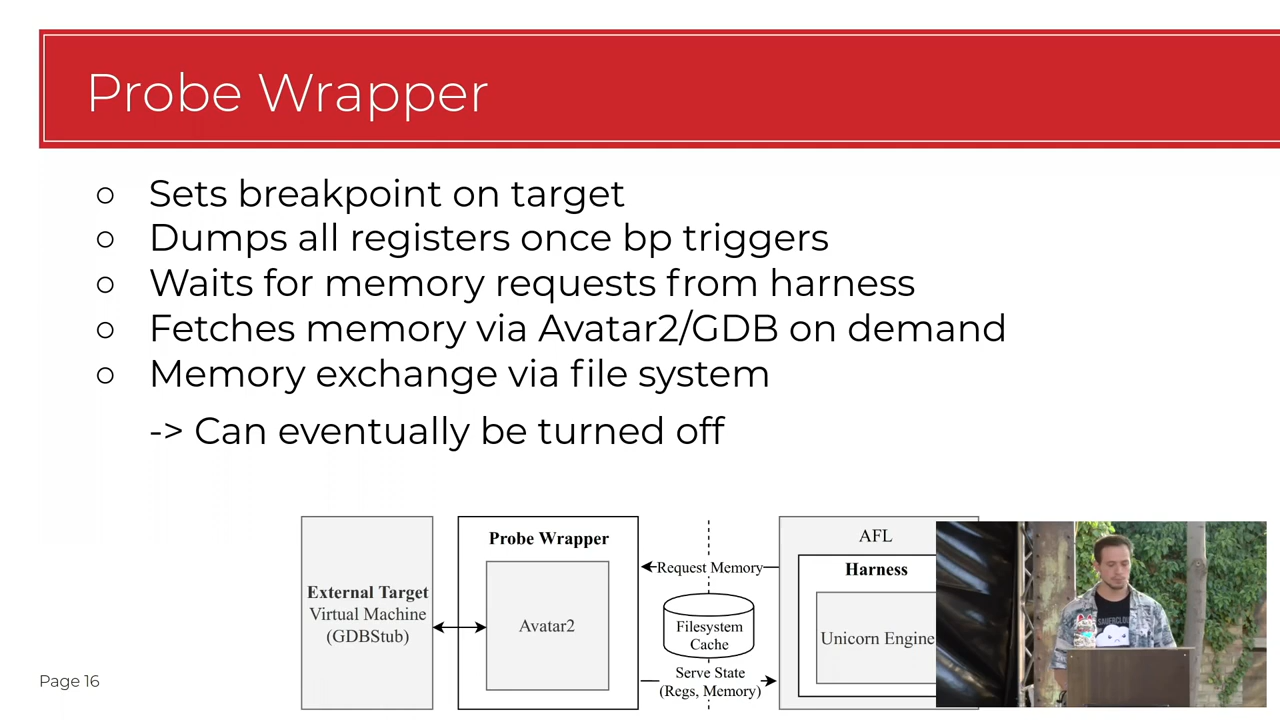 Probe Wrapper
○ Sets breakpoint on target
○ Dumps all registers once bp triggers
○ Waits for memory requests from harness
○ Fetches memory via Avatar2/GDB on demand
○ Memory exchange via file system
-> Can eventually be turned off
External Target
Virtual Machine
(GDBStub)
Probe Wrapper
Avatar2
Request Memory
Filesystem
Cache
Serve State
(Regs, Memory)
AFL
Harness
Unicorn Engine
SAUERCLOUD
Page 16